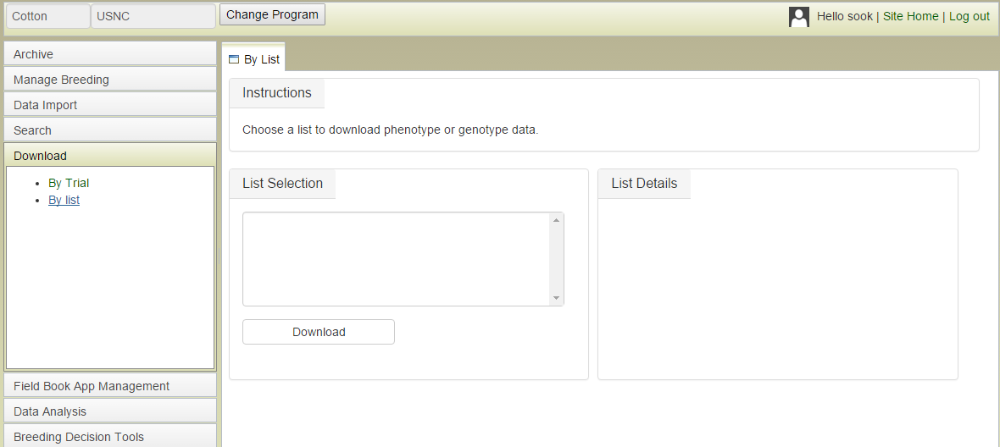 Cotton USNC Change Program Hello sook | Site Home | Log out
Archive
Manage Breeding
Data Import
Search
Download
By Trial
By list
Field Book App Management
Data Analysis
Breeding Decision Tools
By List
Instructions
Choose a list to download phenotype or genotype data.
List Selection
Download
List Details